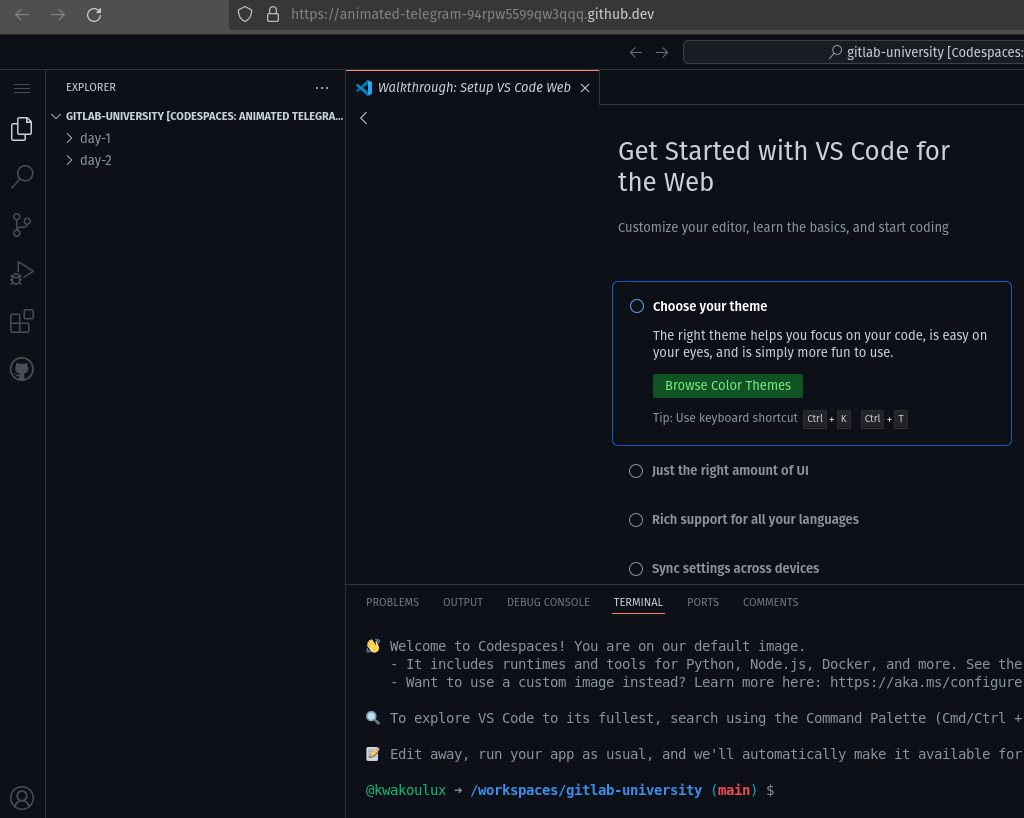 https://animated-telegram-94rpw5599qw3qqq.github.dev
gitlab-university [Codespaces:
EXPLORER
Walkthrough: Setup VS Code Web
GITLAB-UNIVERSITY [CODESPACES: ANIMATED TELEGRA...
day-1
day-2
Get Started with VS Code for
the Web
Customize your editor, learn the basics, and start coding
Choose your theme
The right theme helps you focus on your code, is easy on
your eyes, and is simply more fun to use.
Browse Color Themes
Tip: Use keyboard shortcut Ctrl + K Ctrl + T
Just the right amount of UI
Rich support for all your languages
Sync settings across devices
PROBLEMS OUTPUT DEBUG CONSOLE TERMINAL PORTS COMMENTS
👋 Welcome to Codespaces! You are on our default image.
- It includes runtimes and tools for Python, Node.js, Docker, and more. See the
- Want to use a custom image instead? Learn more here: https://aka.ms/configure
🔍 To explore VS Code to its fullest, search using the Command Palette (Cmd/Ctrl +
📝 Edit away, run your app as usual, and we'll automatically make it available for
@kwakoulux ➜ /workspaces/gitlab-university (main) $